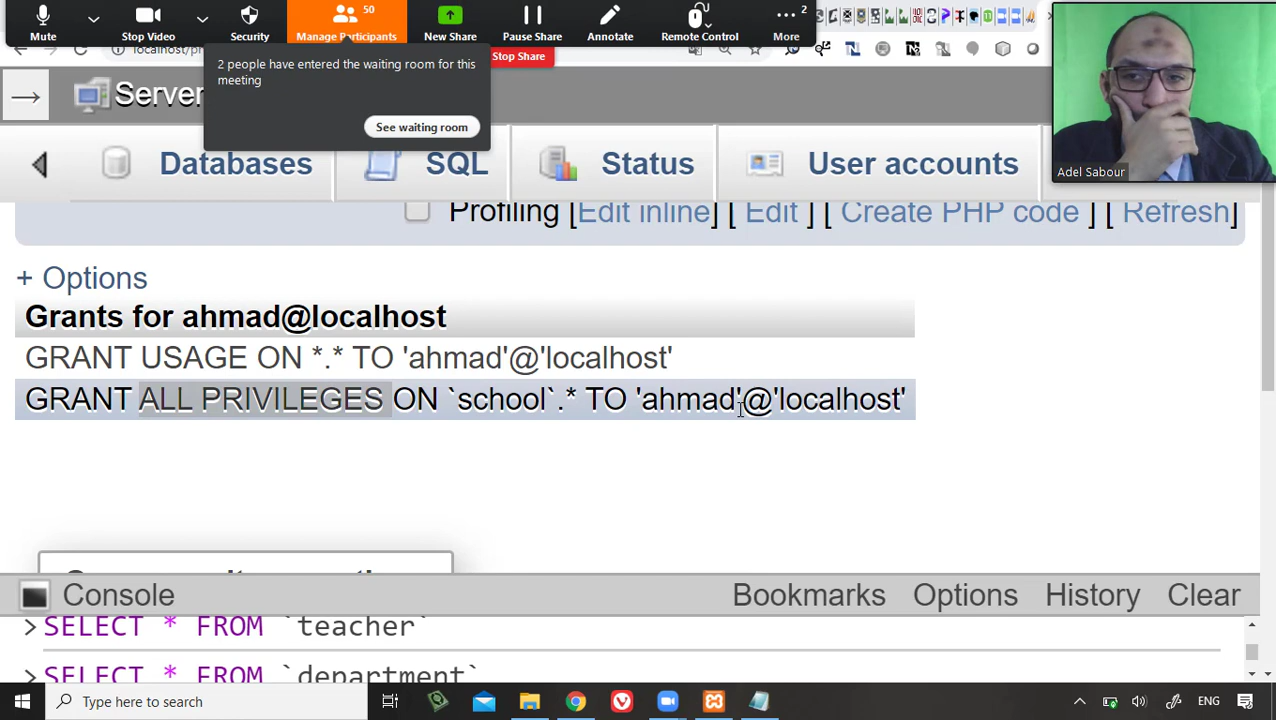 50
2
Mute
Stop Video
Security
Manage Participants
New Share
Pause Share
Annotate
Remote Control
More
Stop Share
2 people have entered the waiting room for this
meeting
See waiting room
Adel Sabour
Server
Databases
SQL
Status
User accounts
Profiling [Edit inline] [ Edit ] [ Create PHP code ] [ Refresh]
+ Options
Grants for ahmad@localhost
GRANT USAGE ON *.* TO 'ahmad'@'localhost'
GRANT ALL PRIVILEGES ON `school`.* TO 'ahmad'@'localhost'
Console
Bookmarks
Options
History
Clear
>SELECT * FROM `teacher`
>SELECT * FROM `department`
Type here to search
ENG